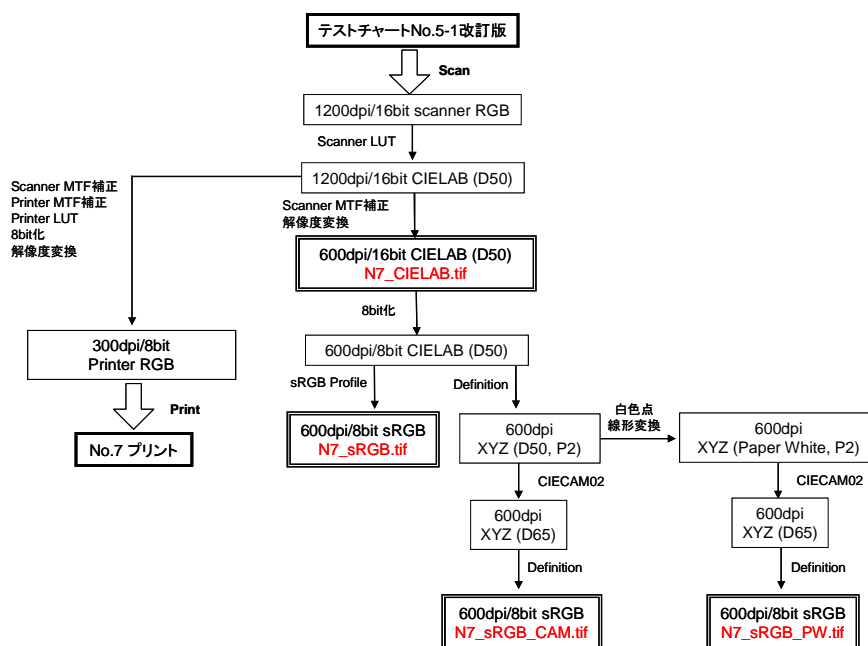 テストチャートNo.5-1改訂版
Scan
1200dpi/16bit scanner RGB
Scanner LUT
1200dpi/16bit CIELAB (D50)
Scanner MTF補正
Printer MTF補正
Printer LUT
8bit化
解像度変換
Scanner MTF補正
解像度変換
600dpi/16bit CIELAB (D50)
N7_CIELAB.tif
8bit化
300dpi/8bit
Printer RGB
600dpi/8bit CIELAB (D50)
sRGB Profile
Definition
Print
No.7 プリント
600dpi/8bit sRGB
N7_sRGB.tif
600dpi
XYZ (D50, P2)
白色点
線形変換
600dpi
XYZ (Paper White, P2)
CIECAM02
CIECAM02
600dpi
XYZ (D65)
600dpi
XYZ (D65)
Definition
Definition
600dpi/8bit sRGB
N7_sRGB_CAM.tif
600dpi/8bit sRGB
N7_sRGB_PW.tif